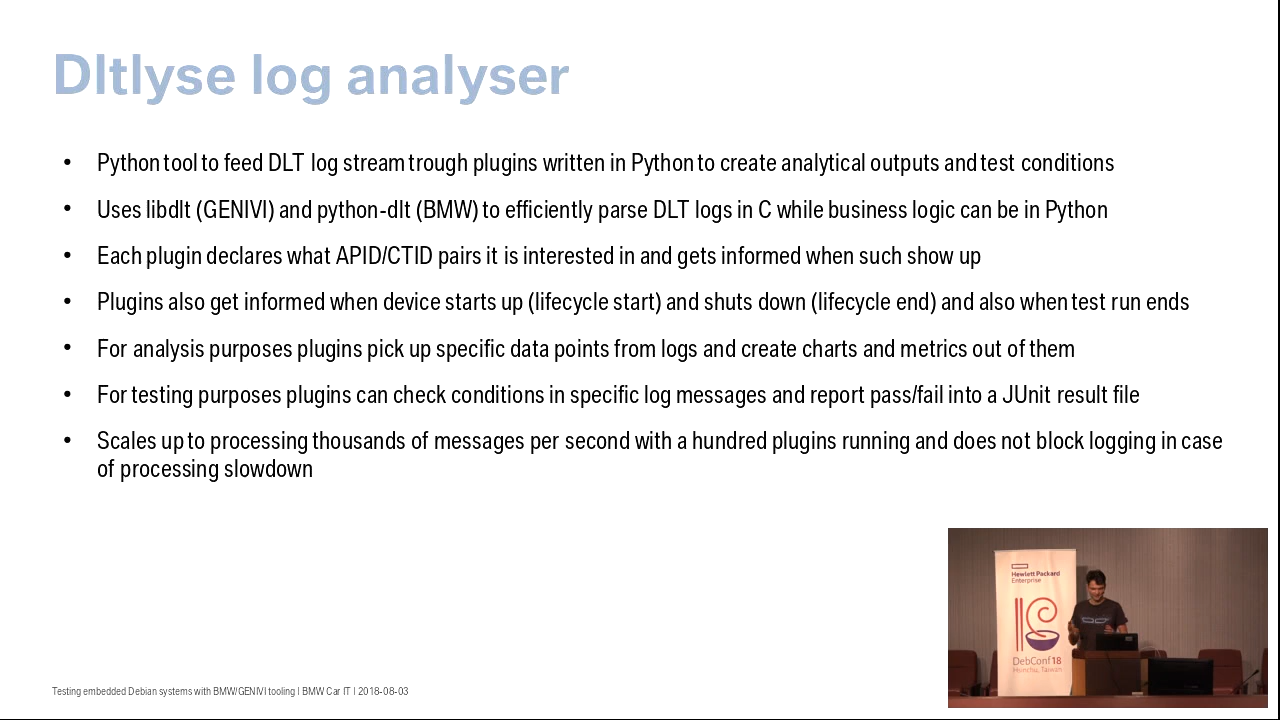 Dltlyse log analyser
• Python tool to feed DLT log stream trough plugins written in Python to create analytical outputs and test conditions
• Uses libdlt (GENIVI) and python-dlt (BMW) to efficiently parse DLT logs in C while business logic can be in Python
• Each plugin declares what APID/CTID pairs it is interested in and gets informed when such show up
• Plugins also get informed when device starts up (lifecycle start) and shuts down (lifecycle end) and also when test run ends
• For analysis purposes plugins pick up specific data points from logs and create charts and metrics out of them
• For testing purposes plugins can check conditions in specific log messages and report pass/fail into a JUnit result file
• Scales up to processing thousands of messages per second with a hundred plugins running and does not block logging in case
of processing slowdown
Hewlett Packard
Enterprise
DebConf18
Hsinchu, Taiwan
Testing embedded Debian systems with BMW/GENIVI tooling | BMW Car IT | 2018-08-03